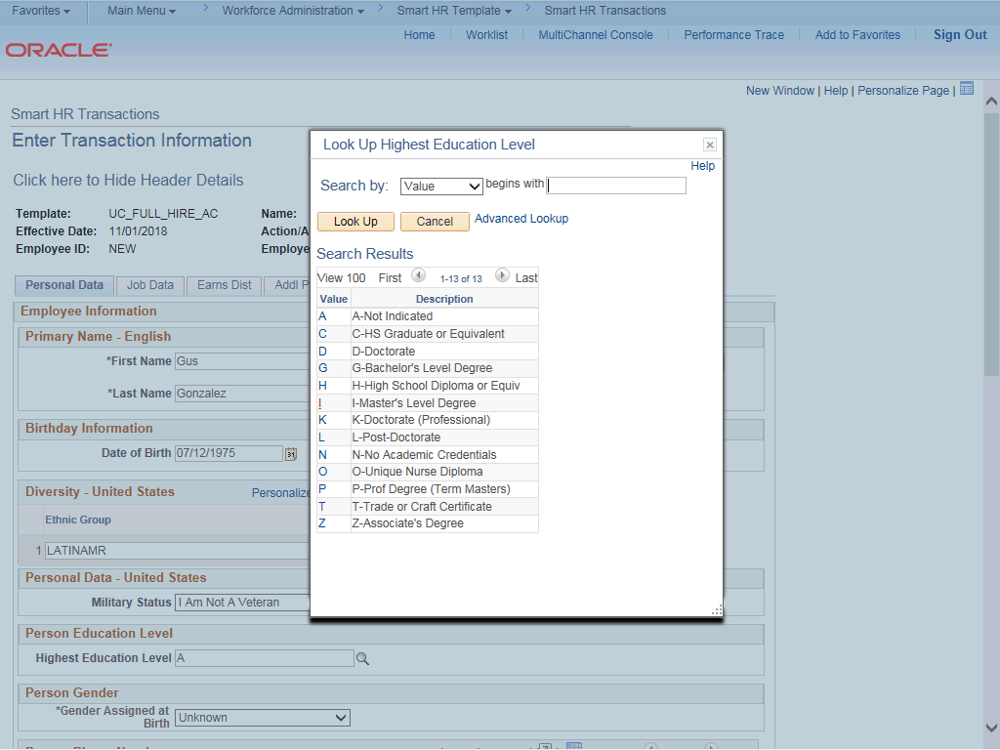 Favorites Main Menu > Workforce Administration > Smart HR Template > Smart HR Transactions
Home Worklist MultiChannel Console Performance Trace Add to Favorites Sign Out
ORACLE
New Window | Help | Personalize Page |
Smart HR Transactions
Enter Transaction Information
Click here to Hide Header Details
Template: UC_FULL_HIRE_AC Name:
Effective Date: 11/01/2018 Action/A
Employee ID: NEW Employe
Personal Data Job Data Earns Dist Addl P
Employee Information
Primary Name - English
*First Name Gus
*Last Name Gonzalez
Birthday Information
Date of Birth 07/12/1975
Diversity - United States Personalize
Ethnic Group
1 LATINAMR
Personal Data - United States
Military Status I Am Not A Veteran
Person Education Level
Highest Education Level A
Person Gender
*Gender Assigned at
Birth Unknown
Look Up Highest Education Level
Help
Search by: Value begins with
Look Up Cancel Advanced Lookup
Search Results
View 100 First 1-13 of 13 Last
Value Description
A A-Not Indicated
C C-HS Graduate or Equivalent
D D-Doctorate
G G-Bachelor's Level Degree
H H-High School Diploma or Equiv
I I-Master's Level Degree
K K-Doctorate (Professional)
L L-Post-Doctorate
N N-No Academic Credentials
O O-Unique Nurse Diploma
P P-Prof Degree (Term Masters)
T T-Trade or Craft Certificate
Z Z-Associate's Degree